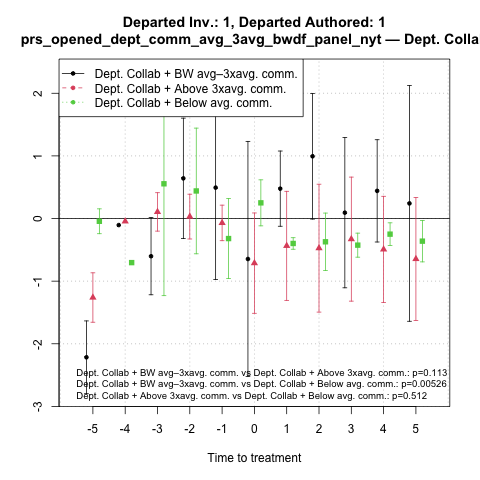 Departed Inv.: 1, Departed Authored: 1
prs_opened_dept_comm_avg_3avg_bwdf_panel_nyt — Dept. Colla
Dept. Collab + BW avg–3xavg. comm.
Dept. Collab + Above 3xavg. comm.
Dept. Collab + Below avg. comm.
2
1
0
-1
-2
-3
Dept. Collab + BW avg–3xavg. comm. vs Dept. Collab + Above 3xavg. comm.: p=0.113
Dept. Collab + BW avg–3xavg. comm. vs Dept. Collab + Below avg. comm.: p=0.00526
Dept. Collab + Above 3xavg. comm. vs Dept. Collab + Below avg. comm.: p=0.512
-5 -4 -3 -2 -1 0 1 2 3 4 5
Time to treatment